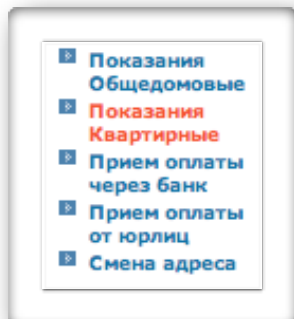 Показания
Общедомовые
Показания
Квартирные
Прием оплаты
через банк
Прием оплаты
от юрлиц
Смена адреса